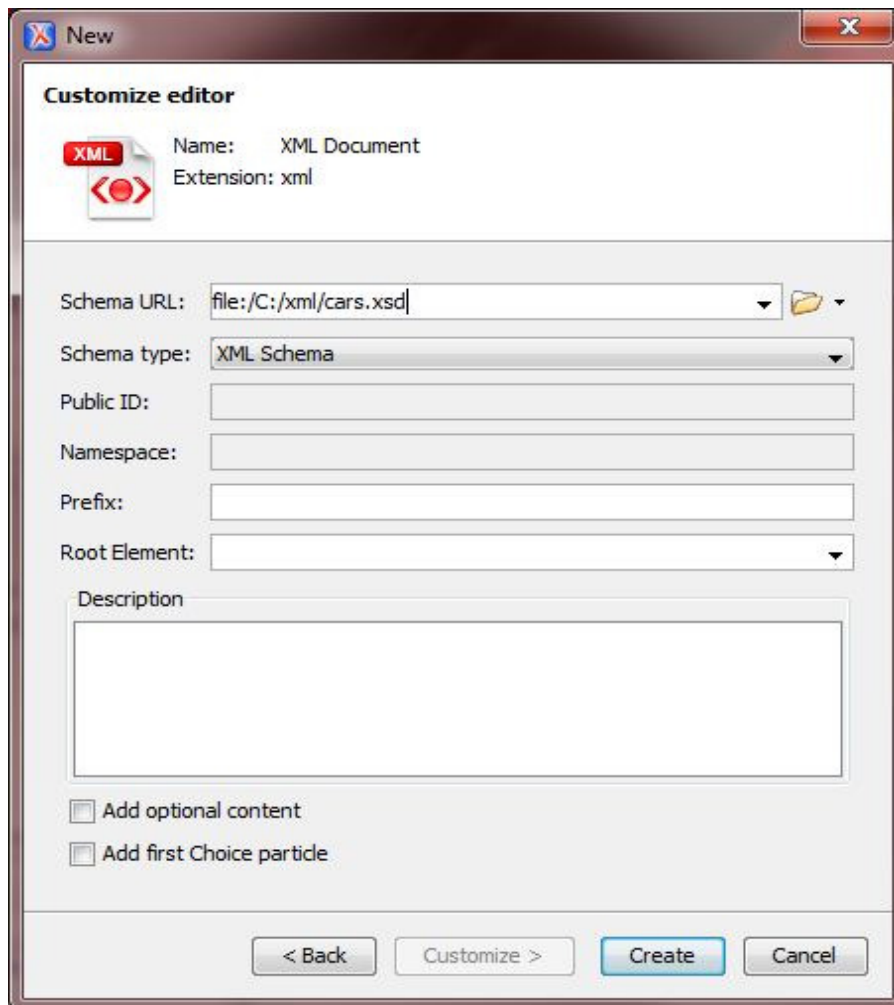 New
Customize editor
XML
Name: XML Document
Extension: xml
Schema URL: file:/C:/xml/cars.xsd
Schema type: XML Schema
Public ID:
Namespace:
Prefix:
Root Element:
Description
Add optional content
Add first Choice particle
< Back Customize > Create Cancel